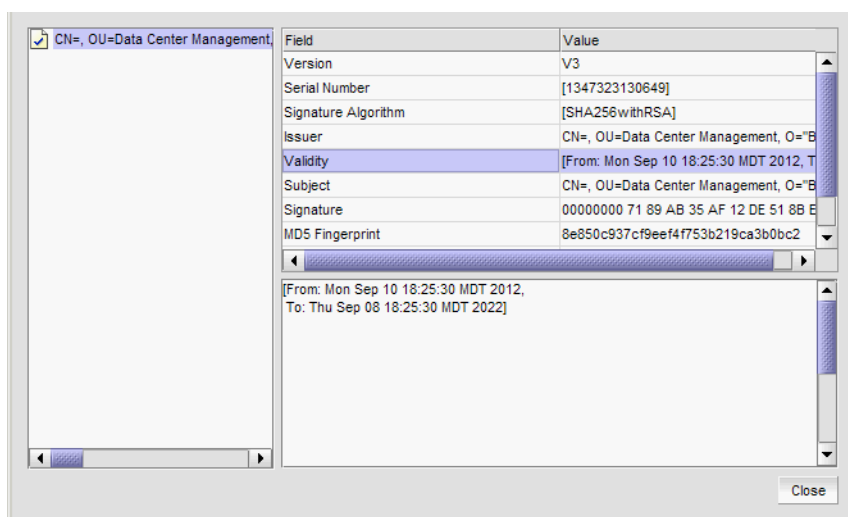 CN=, OU=Data Center Management,
Field Value
Version V3
Serial Number [1347323130649]
Signature Algorithm [SHA256withRSA]
Issuer CN=, OU=Data Center Management, O="B
Validity [From: Mon Sep 10 18:25:30 MDT 2012, T
Subject CN=, OU=Data Center Management, O="B
Signature 00000000 71 89 AB 35 AF 12 DE 51 8B E
MD5 Fingerprint 8e850c937cf9eef4f753b219ca3b0bc2
[From: Mon Sep 10 18:25:30 MDT 2012,
To: Thu Sep 08 18:25:30 MDT 2022]
Close